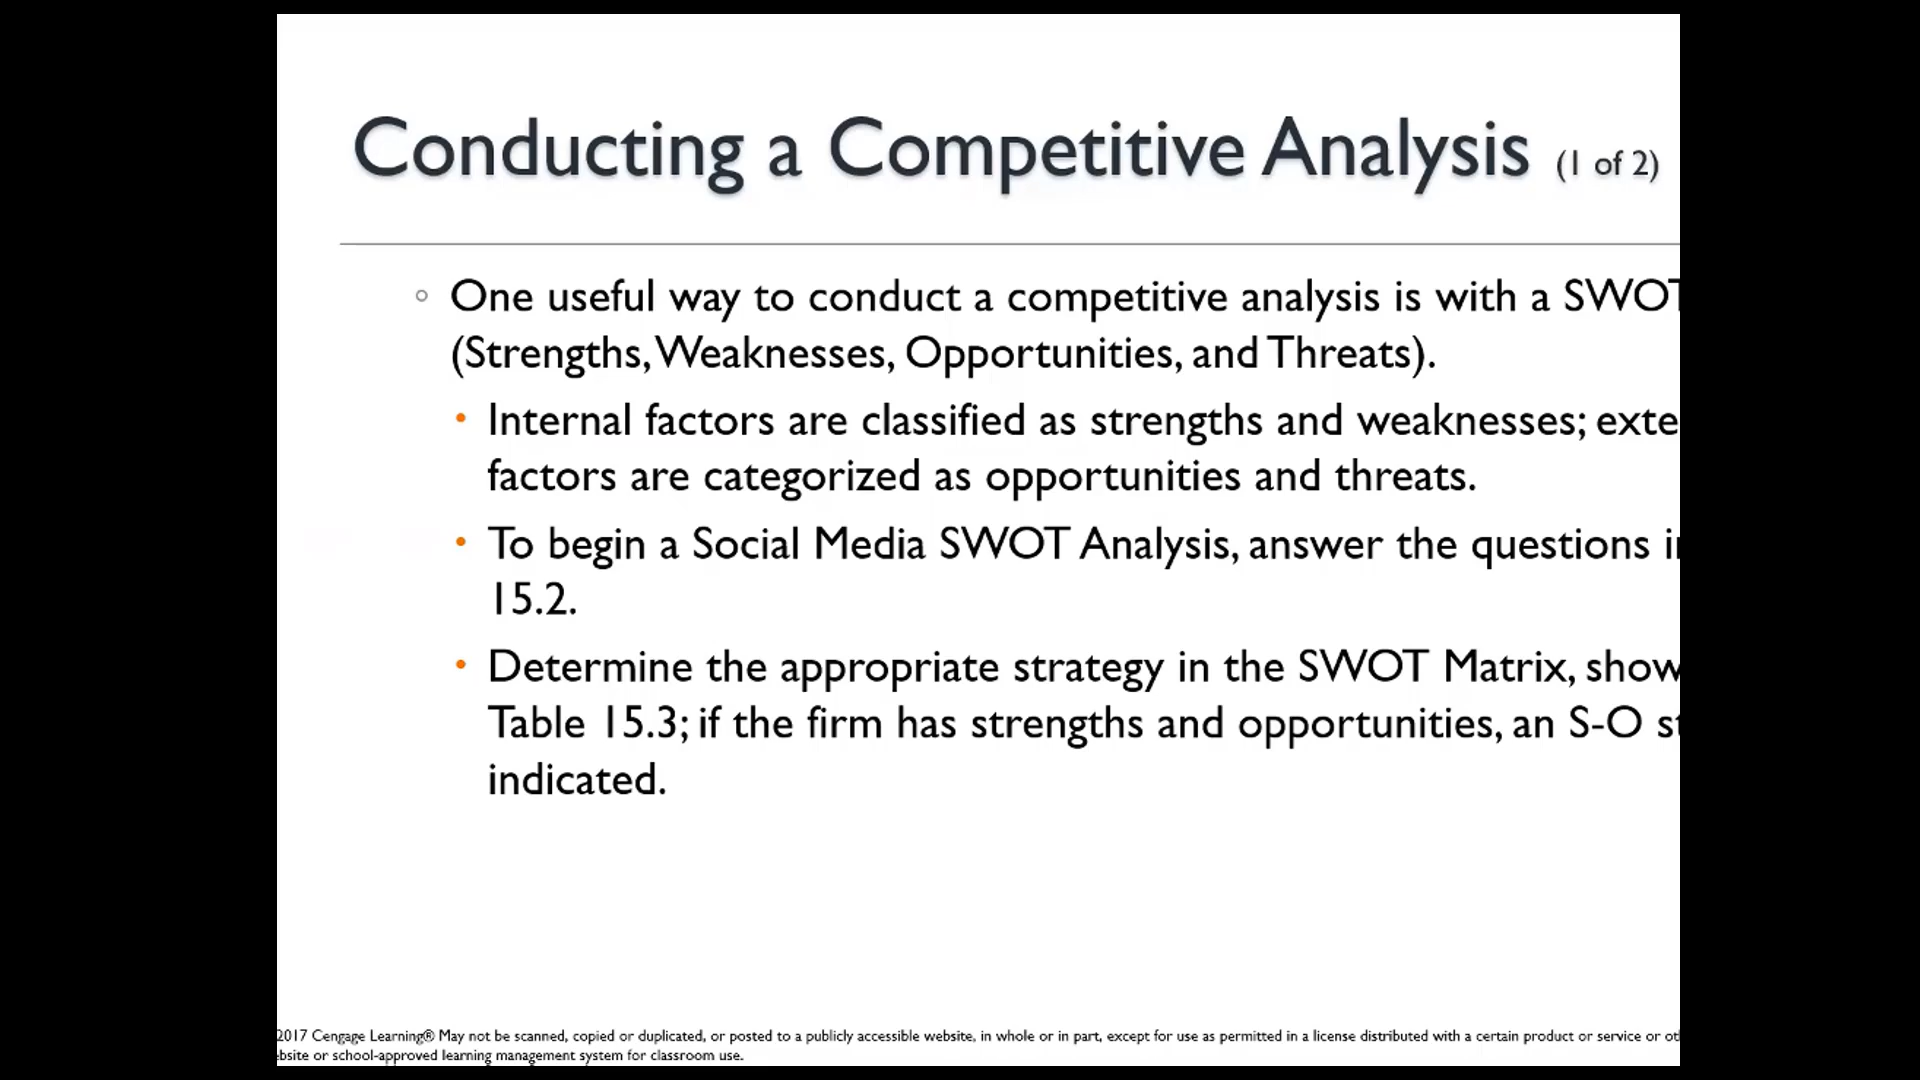 Conducting a Competitive Analysis (1 of 2)
One useful way to conduct a competitive analysis is with a SWOT
(Strengths, Weaknesses, Opportunities, and Threats).
Internal factors are classified as strengths and weaknesses; exte
factors are categorized as opportunities and threats.
To begin a Social Media SWOT Analysis, answer the questions i
15.2.
Determine the appropriate strategy in the SWOT Matrix, show
Table 15.3; if the firm has strengths and opportunities, an S-O st
indicated.
2017 Cengage Learning® May not be scanned, copied or duplicated, or posted to a publicly accessible website, in whole or in part, except for use as permitted in a license distributed with a certain product or service or ot
bsite or school-approved learning management system for classroom use.